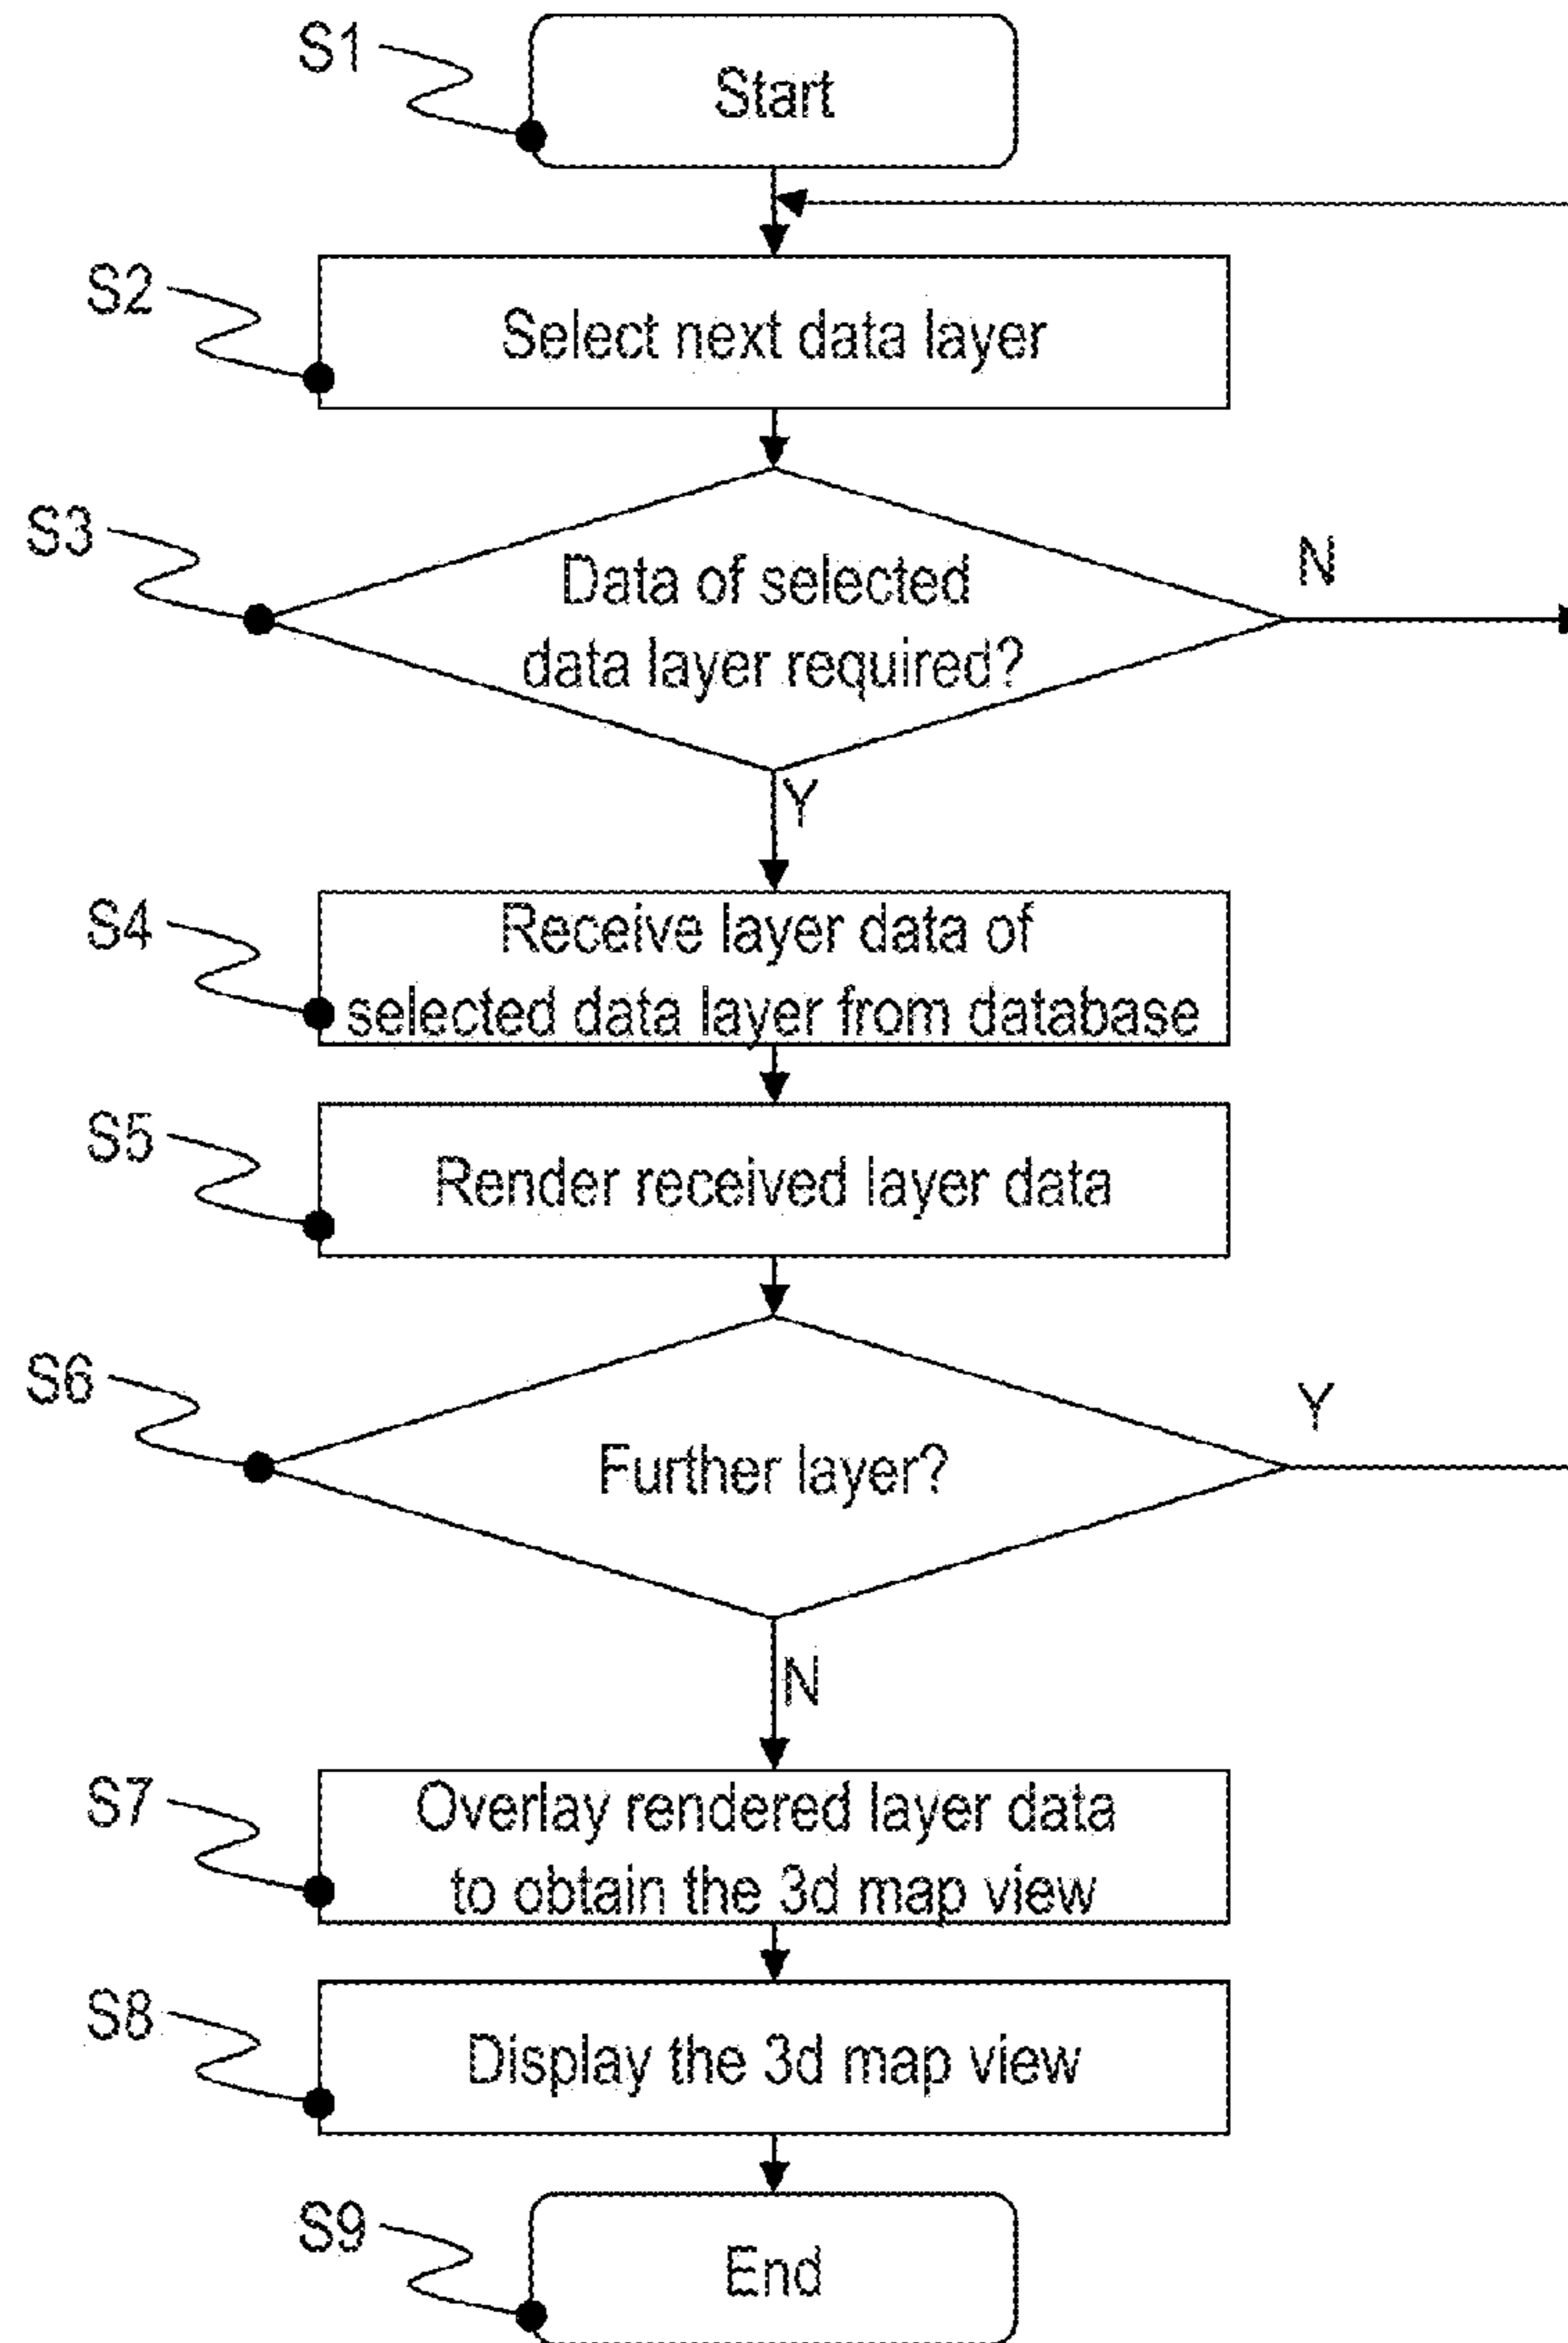 S1
Start
S2
Select next data layer
S3
Data of selected
data layer required?
N
Y
S4
Receive layer data of
selected data layer from database
S5
Render received layer data
S6
Further layer?
Y
N
S7
Overlay rendered layer data
to obtain the 3d map view
S8
Display the 3d map view
S9
End